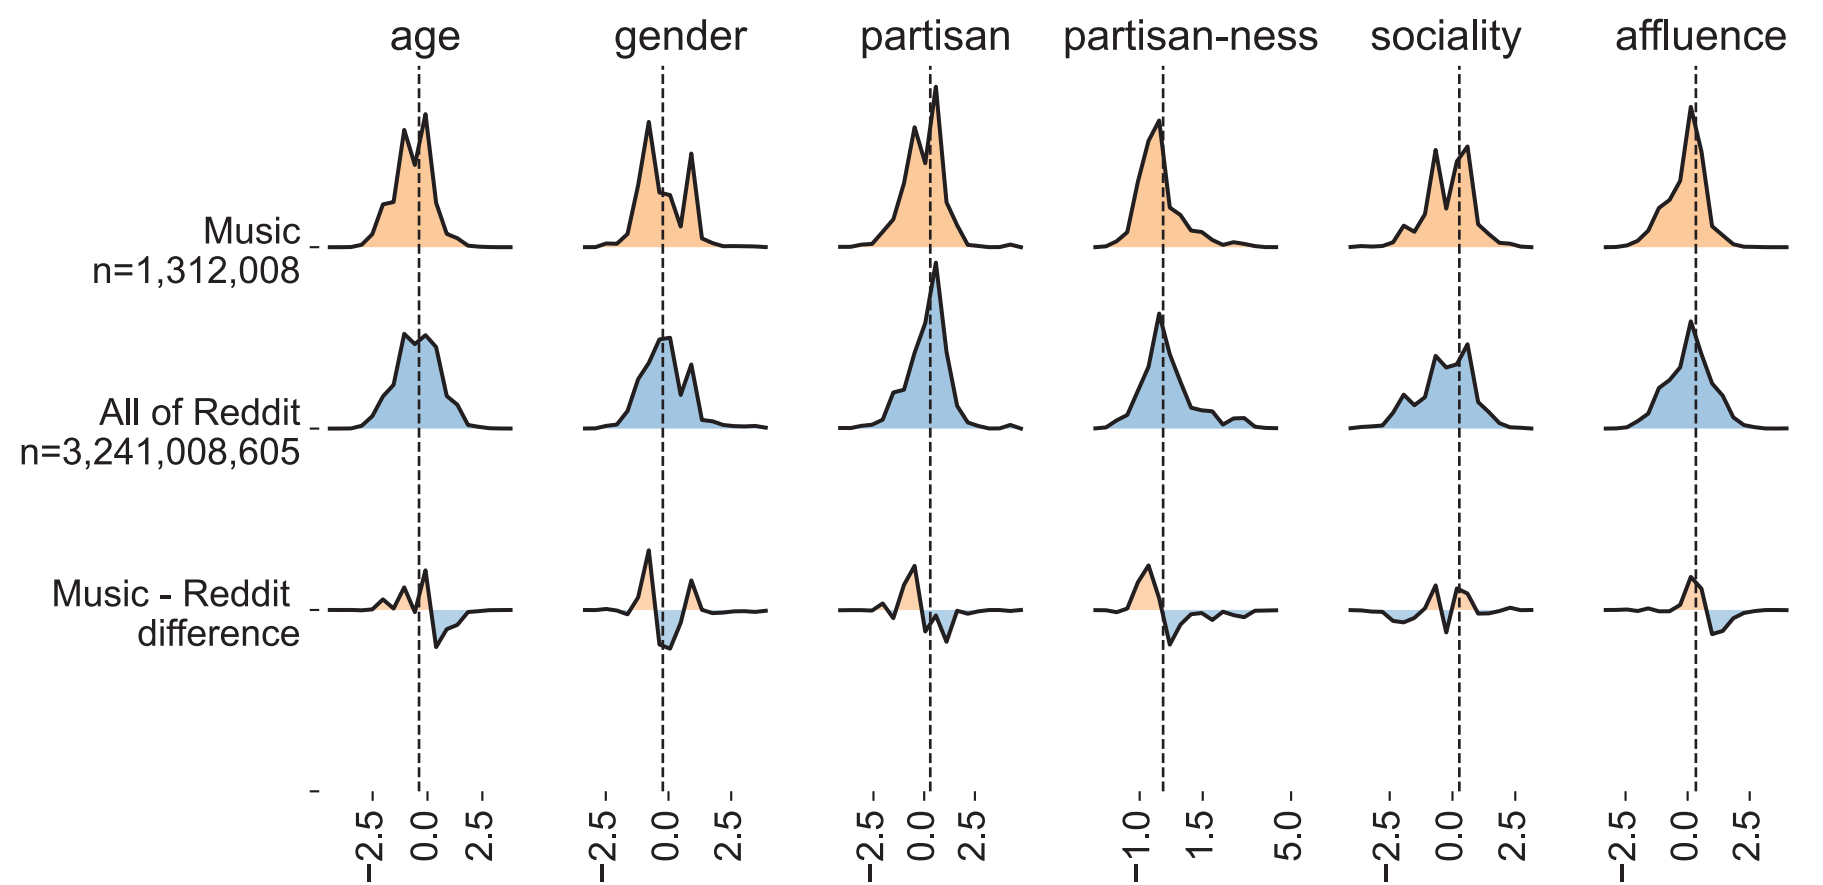 age gender partisan partisan-ness sociality affluence
Music
n=1,312,008
All of Reddit
n=3,241,008,605
Music - Reddit
difference
−2.5 0.0 2.5 −2.5 0.0 2.5 −2.5 0.0 2.5 −1.0 1.5 5.0 −2.5 0.0 2.5 −2.5 0.0 2.5